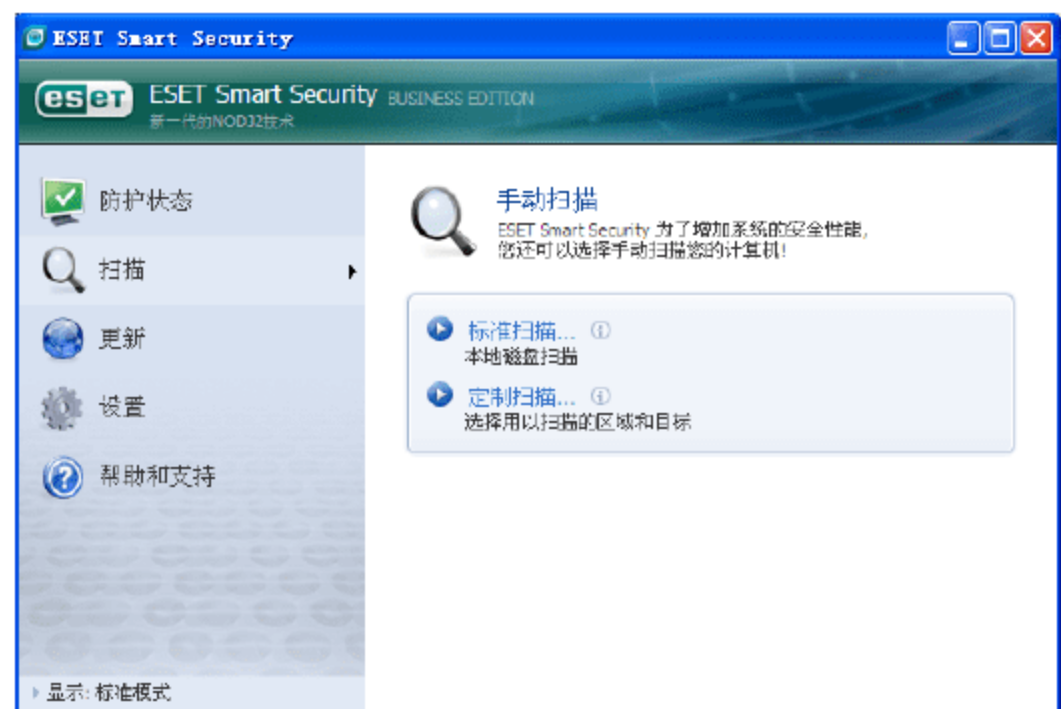 ESET Smart Security
eset ESET Smart Security BUSINESS EDITION
新一代的NOD32技术
防护状态
扫描
更新
设置
帮助和支持
显示: 标准模式
手动扫描
ESET Smart Security 为了增加系统的安全性能,
您还可以选择手动扫描您的计算机!
标准扫描...
本地磁盘扫描
定制扫描...
选择用以扫描的区域和目标